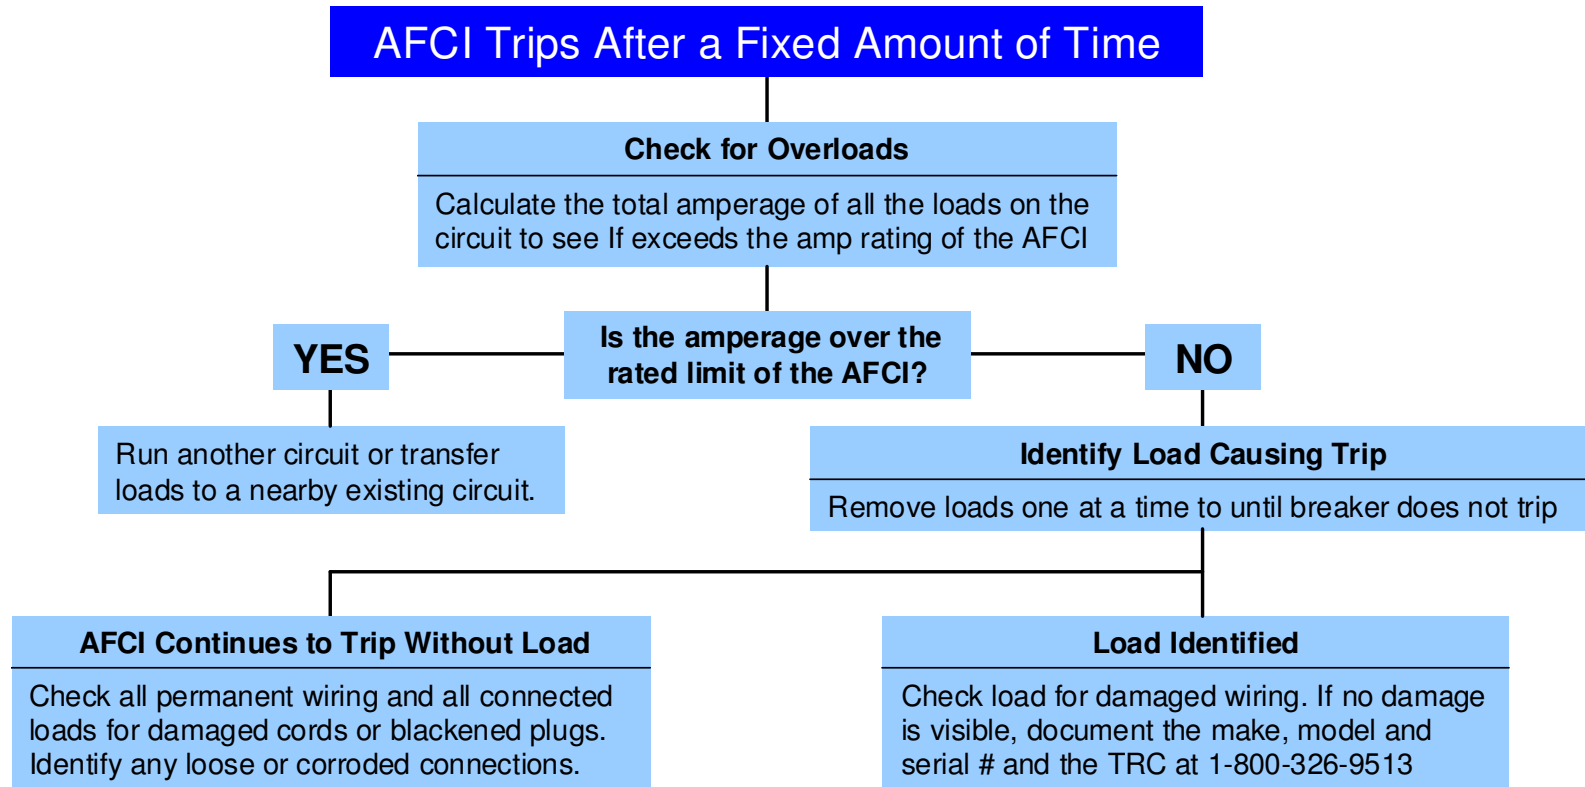 AFCI Trips After a Fixed Amount of Time
Check for Overloads
Calculate the total amperage of all the loads on the
circuit to see If exceeds the amp rating of the AFCI
Is the amperage over the
rated limit of the AFCI?
YES
NO
Run another circuit or transfer
loads to a nearby existing circuit.
Identify Load Causing Trip
Remove loads one at a time to until breaker does not trip
AFCI Continues to Trip Without Load
Check all permanent wiring and all connected
loads for damaged cords or blackened plugs.
Identify any loose or corroded connections.
Load Identified
Check load for damaged wiring. If no damage
is visible, document the make, model and
serial # and the TRC at 1-800-326-9513